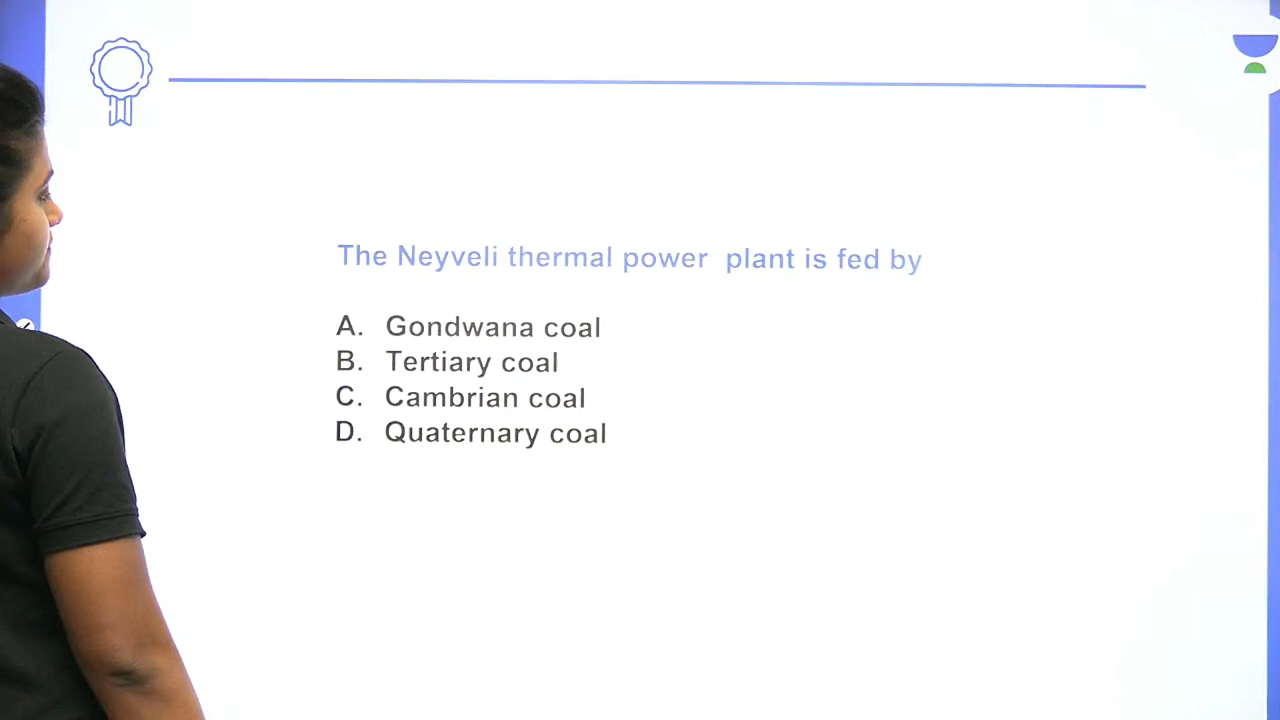 The Neyveli thermal power plant is fed by
A. Gondwana coal
B. Tertiary coal
C. Cambrian coal
D. Quaternary coal